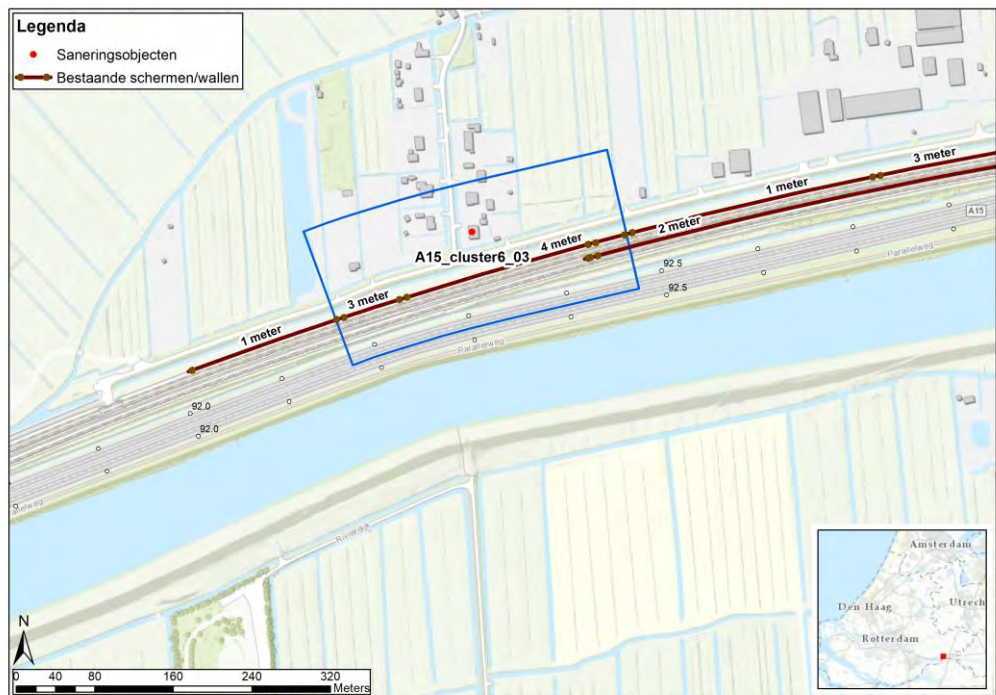 Legenda
Saneringsobjecten
Bestaande schermen/wallen
3 meter
1 meter
2 meter
A15
4 meter
A15_cluster6_03
Parallelweg
92.5
92.5
3 meter
1 meter
Parallelweg
92.0
92.0
Rivierdijk
N
0 40 80 160 240 320
Meters
Amsterdam
Den Haag
Utrech
Rotterdam